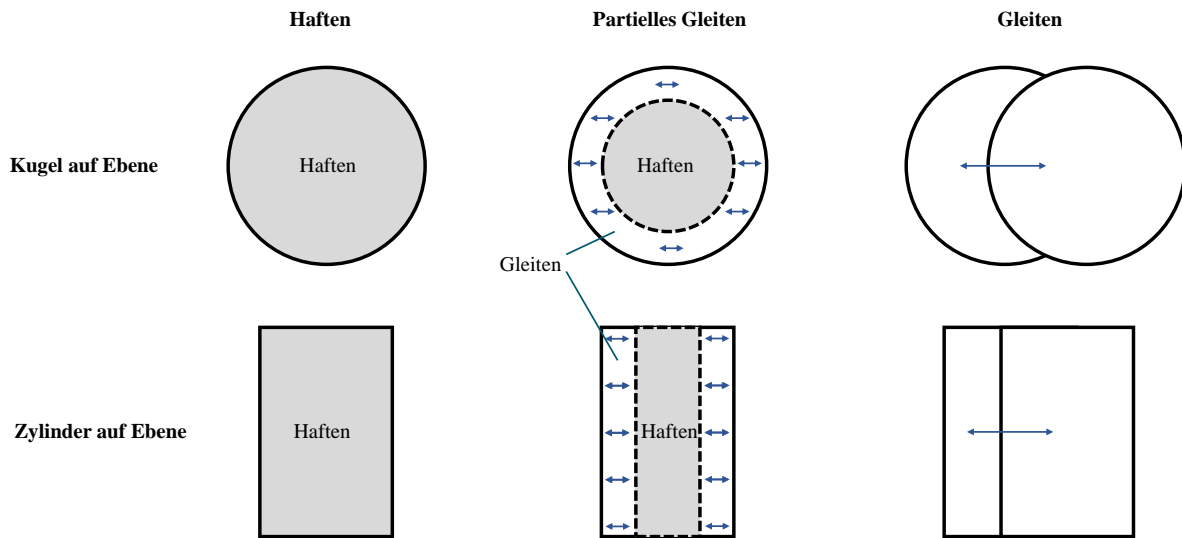 Haften
Partielles Gleiten
Gleiten
Kugel auf Ebene
Haften
Haften
Gleiten
Zylinder auf Ebene
Haften
Haften